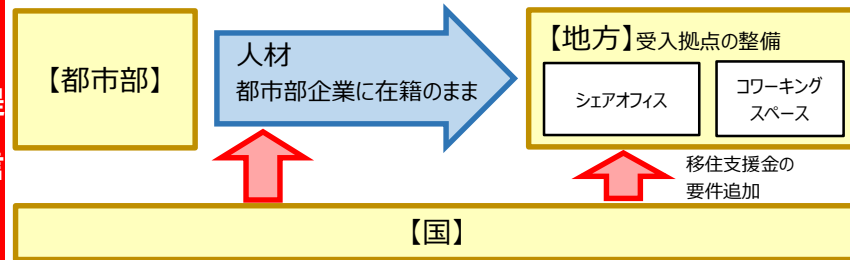 【都市部】
人材
都市部企業に在籍のまま
【地方】受入拠点の整備
シェアオフィス
コワーキング
スペース
移住支援金の
要件追加
【国】